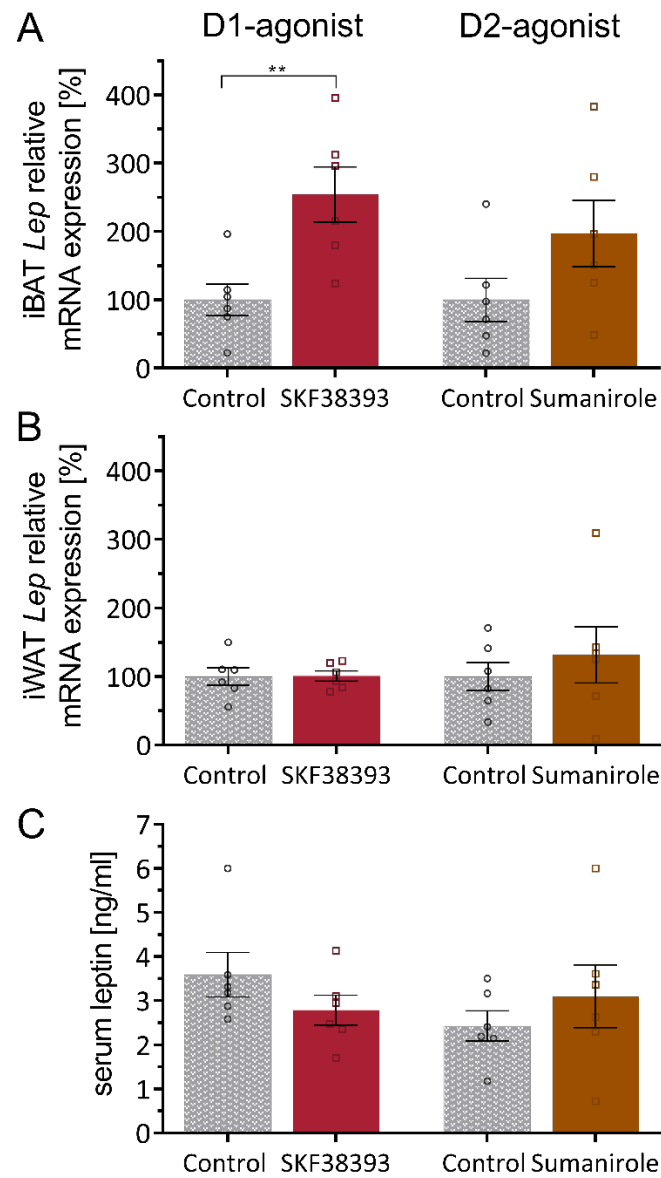 A
D1-agonist
D2-agonist
iBAT Lep relative
mRNA expression [%]
**
400
300
200
100
0
Control
SKF38393
Control
Sumanirole
B
iWAT Lep relative
mRNA expression [%]
400
300
200
100
0
Control
SKF38393
Control
Sumanirole
C
serum leptin [ng/ml]
7
6
5
4
3
2
1
0
Control
SKF38393
Control
Sumanirole